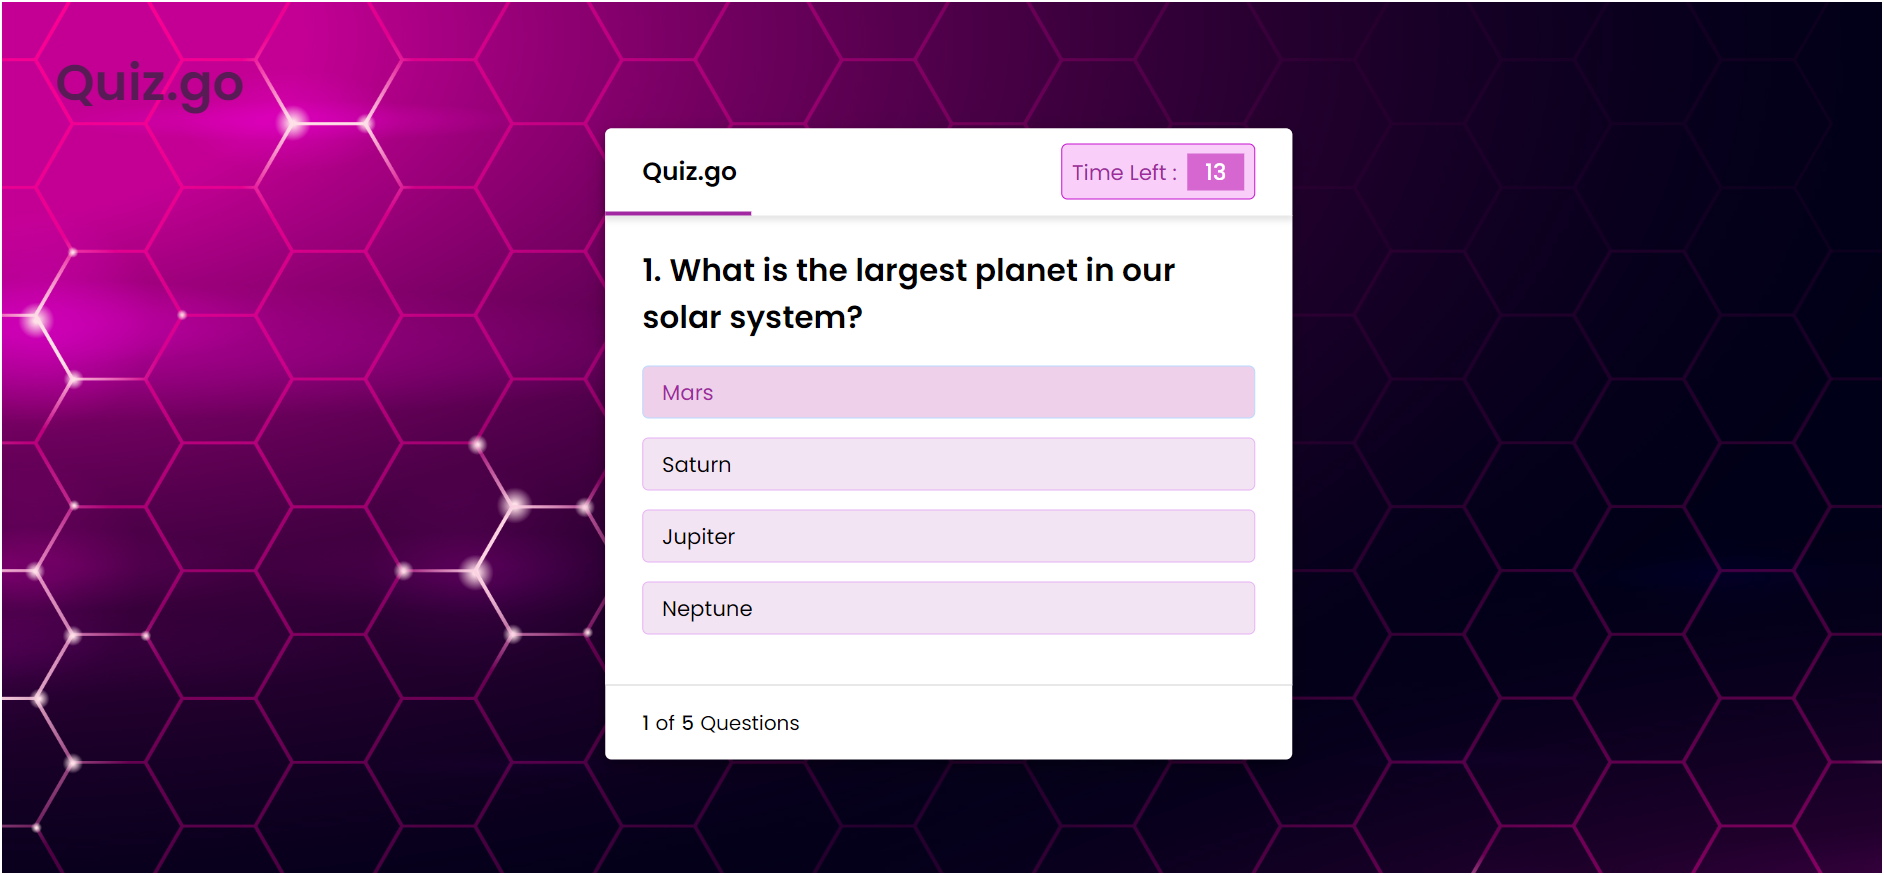 Quiz.go
Quiz.go
Time Left : 13
1. What is the largest planet in our
solar system?
Mars
Saturn
Jupiter
Neptune
1 of 5 Questions